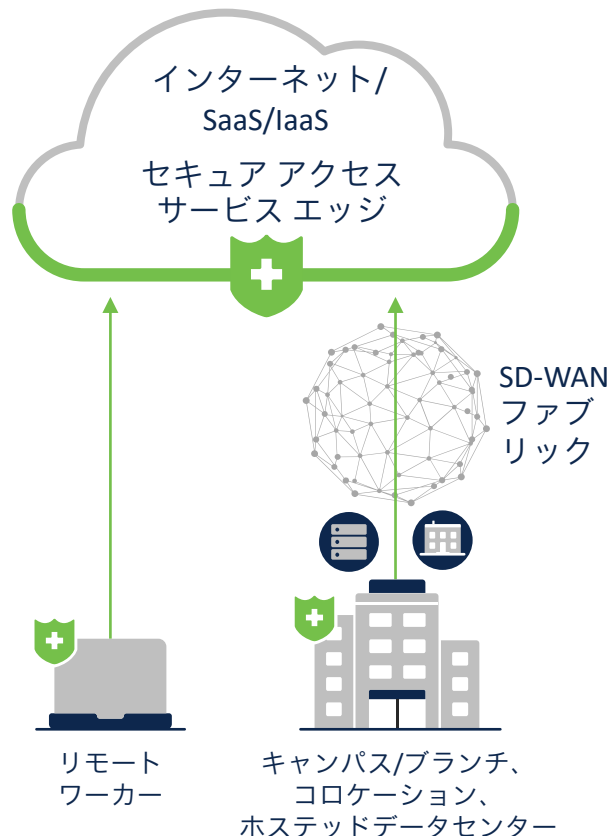 インターネット/
SaaS/IaaS
セキュア アクセス
サービス エッジ
SD-WAN
ファブ
リック
リモート
ワーカー
キャンパス/ブランチ、
コロケーション、
ホステッドデータセンター